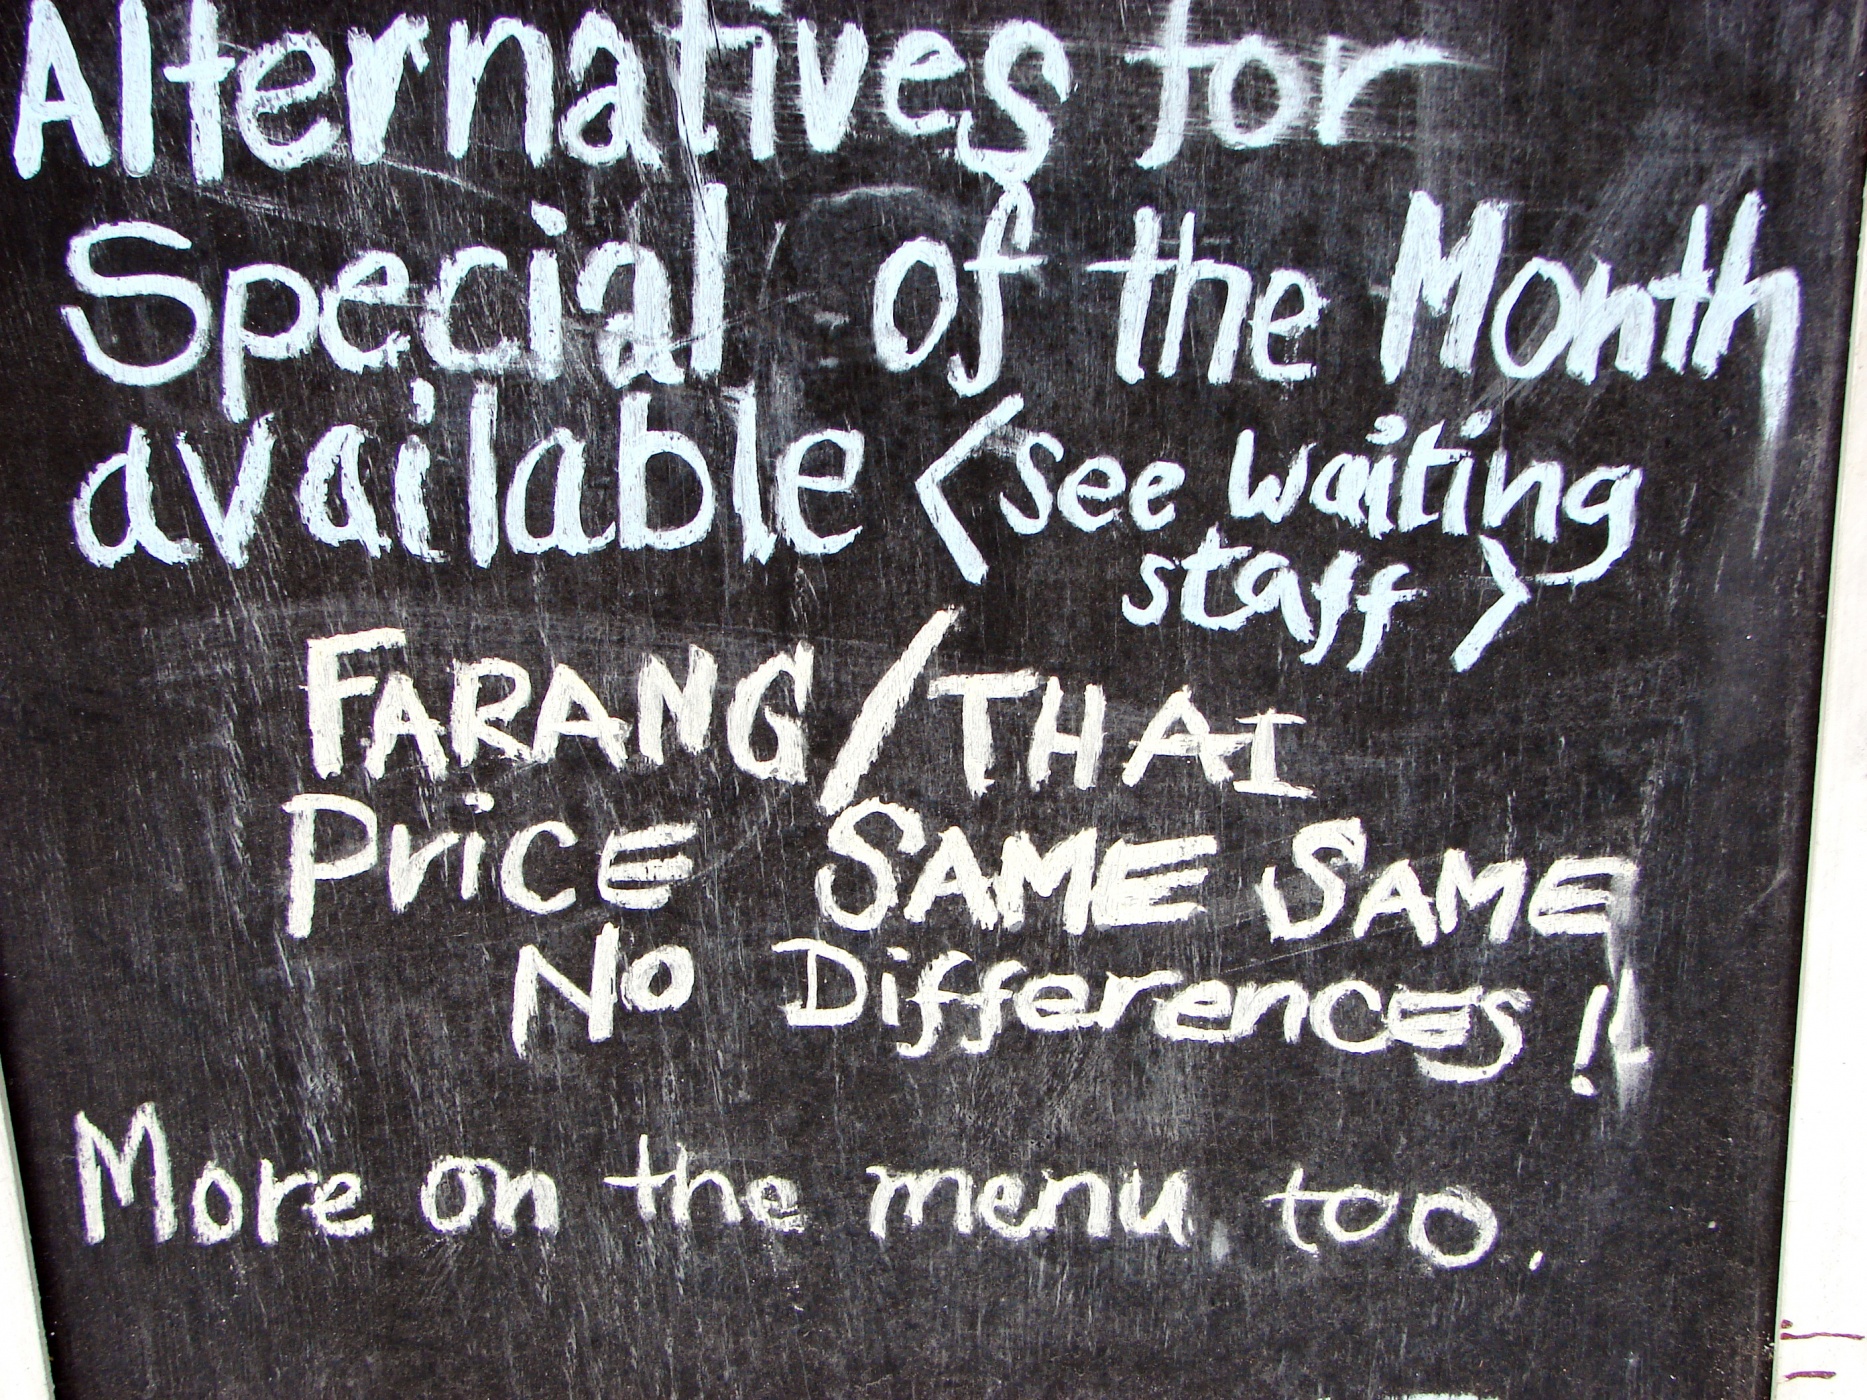 Alternatives for
Special of the Month
available <see waiting
staff>
FARANG/THAI
PricE SAME SAME
No Differences!
More on the menu too.